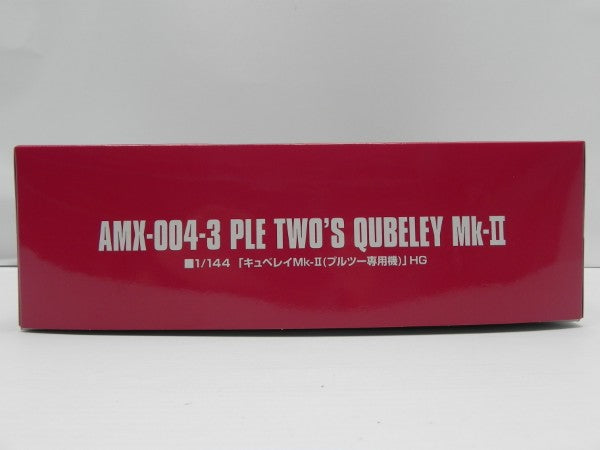 AMX-004-3 PLE TWO'S QUBELEY Mk-Ⅱ
■1/144 「キュベレイMk-Ⅱ(プルツー専用機)」HG